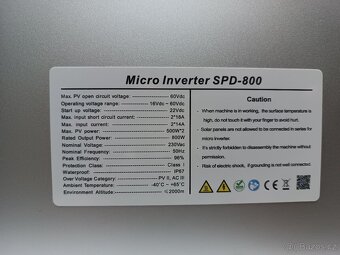 Micro Inverter SPD-800
Max. PV open circuit voltage: 60Vdc
Operating voltage range: 16Vdc ~ 60Vdc
Start-up voltage: 22Vdc
Max. input short circuit current: 2*16A
Max. input current: 2*14A
Max. PV power: 500W*2
Rated Output Power: 800W
Nominal Voltage: 230Vac
Nominal Frequency: 50Hz
Peak Efficiency: 96%
Protection Class: Class I
Waterproof: IP67
Over Voltage Category: PV II, AC III
Ambient Temperature: -40°C ~ +65°C
Environment Altitude: ≤ 2000m
Caution
• When machine is in working, the surface temperature is
high, do not touch it with your finger to avoid hurt.
• Solar panels are not allowed to be connected in series for
micro inverter.
• It's strictly forbidden to disassembly the machine without
permission.
• Risk of electric shock, if grounding is not well connected.